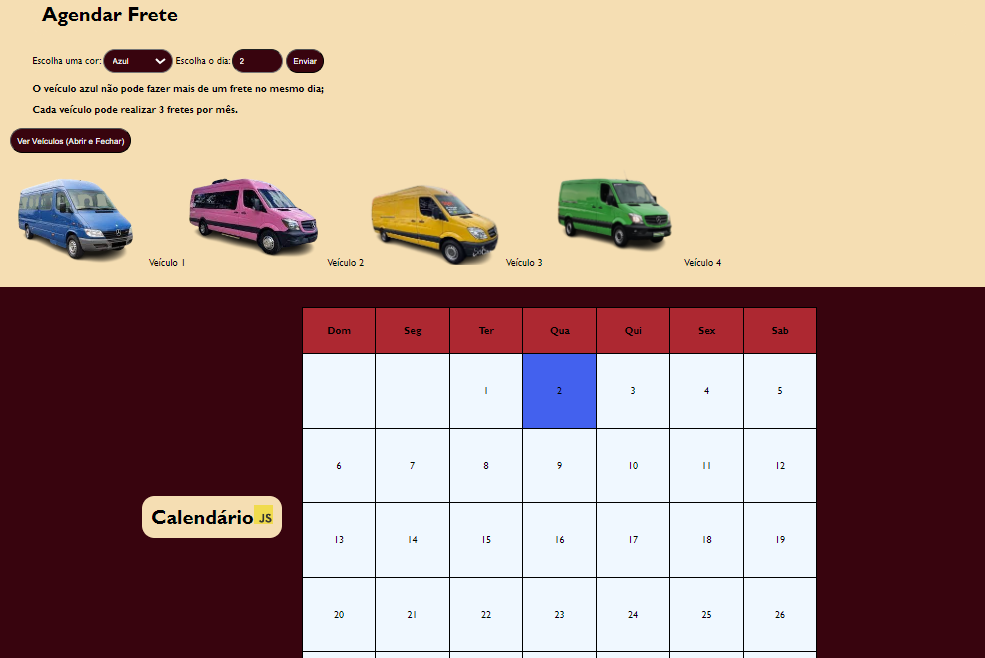 Agendar Frete
Escolha uma cor: Azul Escolha o dia: 2 Enviar
O veículo azul não pode fazer mais de um frete no mesmo dia;
Cada veículo pode realizar 3 fretes por mês.
Ver Veículos (Abrir e Fechar)
Veículo 1 Veículo 2 Veículo 3 Veículo 4
Dom Seg Ter Qua Qui Sex Sab
1 2 3 4 5
6 7 8 9 10 11 12
Calendário JS
13 14 15 16 17 18 19
20 21 22 23 24 25 26